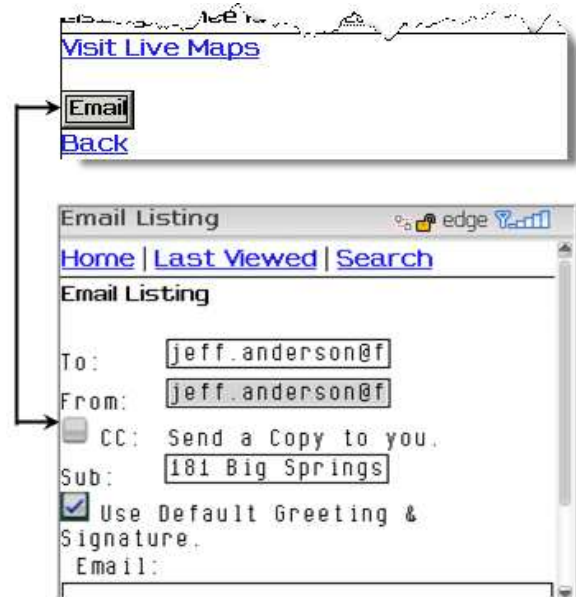 Visit Live Maps
Email
Back
Email Listing edge
Home | Last Viewed | Search
Email Listing
To: jeff.anderson@f
From: jeff.anderson@f
CC: Send a Copy to you.
Sub: 181 Big Springs
Use Default Greeting &
Signature.
Email: